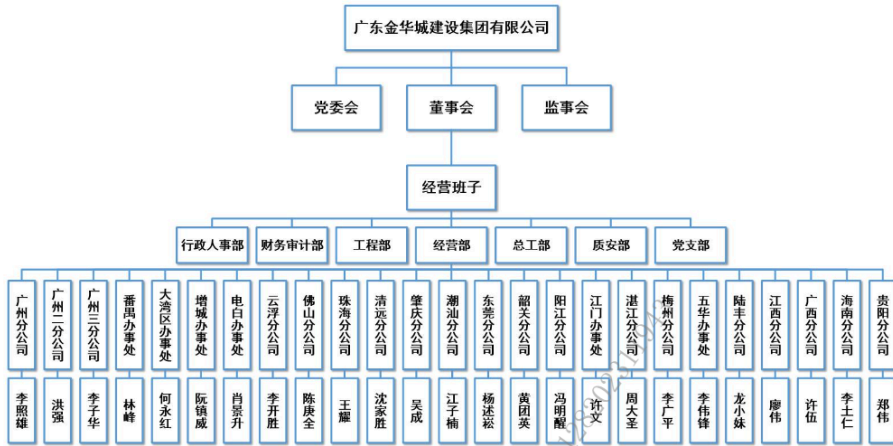 广东金华城建设集团有限公司
党委会
董事会
监事会
经营班子
行政人事部
财务审计部
工程部
经营部
总工部
质安部
党支部
广州分公司
广州二分公司
广州三分公司
番禺办事处
大湾区办事处
增城办事处
电白办事处
云浮分公司
佛山分公司
珠海分公司
清远分公司
肇庆分公司
潮汕分公司
东莞分公司
韶关分公司
阳江分公司
江门办事处
湛江分公司
梅州分公司
五华办事处
陆丰分公司
江西分公司
广西分公司
海南分公司
贵阳分公司
李照雄
洪强
李子华
林峰
何永红
阮镇威
肖景升
李开胜
陈庚全
王耀
沈家胜
吴成
江子楠
杨述崧
黄团英
冯明醒
许文
周大圣
李广平
李伟锋
龙小妹
廖伟
许伍
李土仁
郑伟